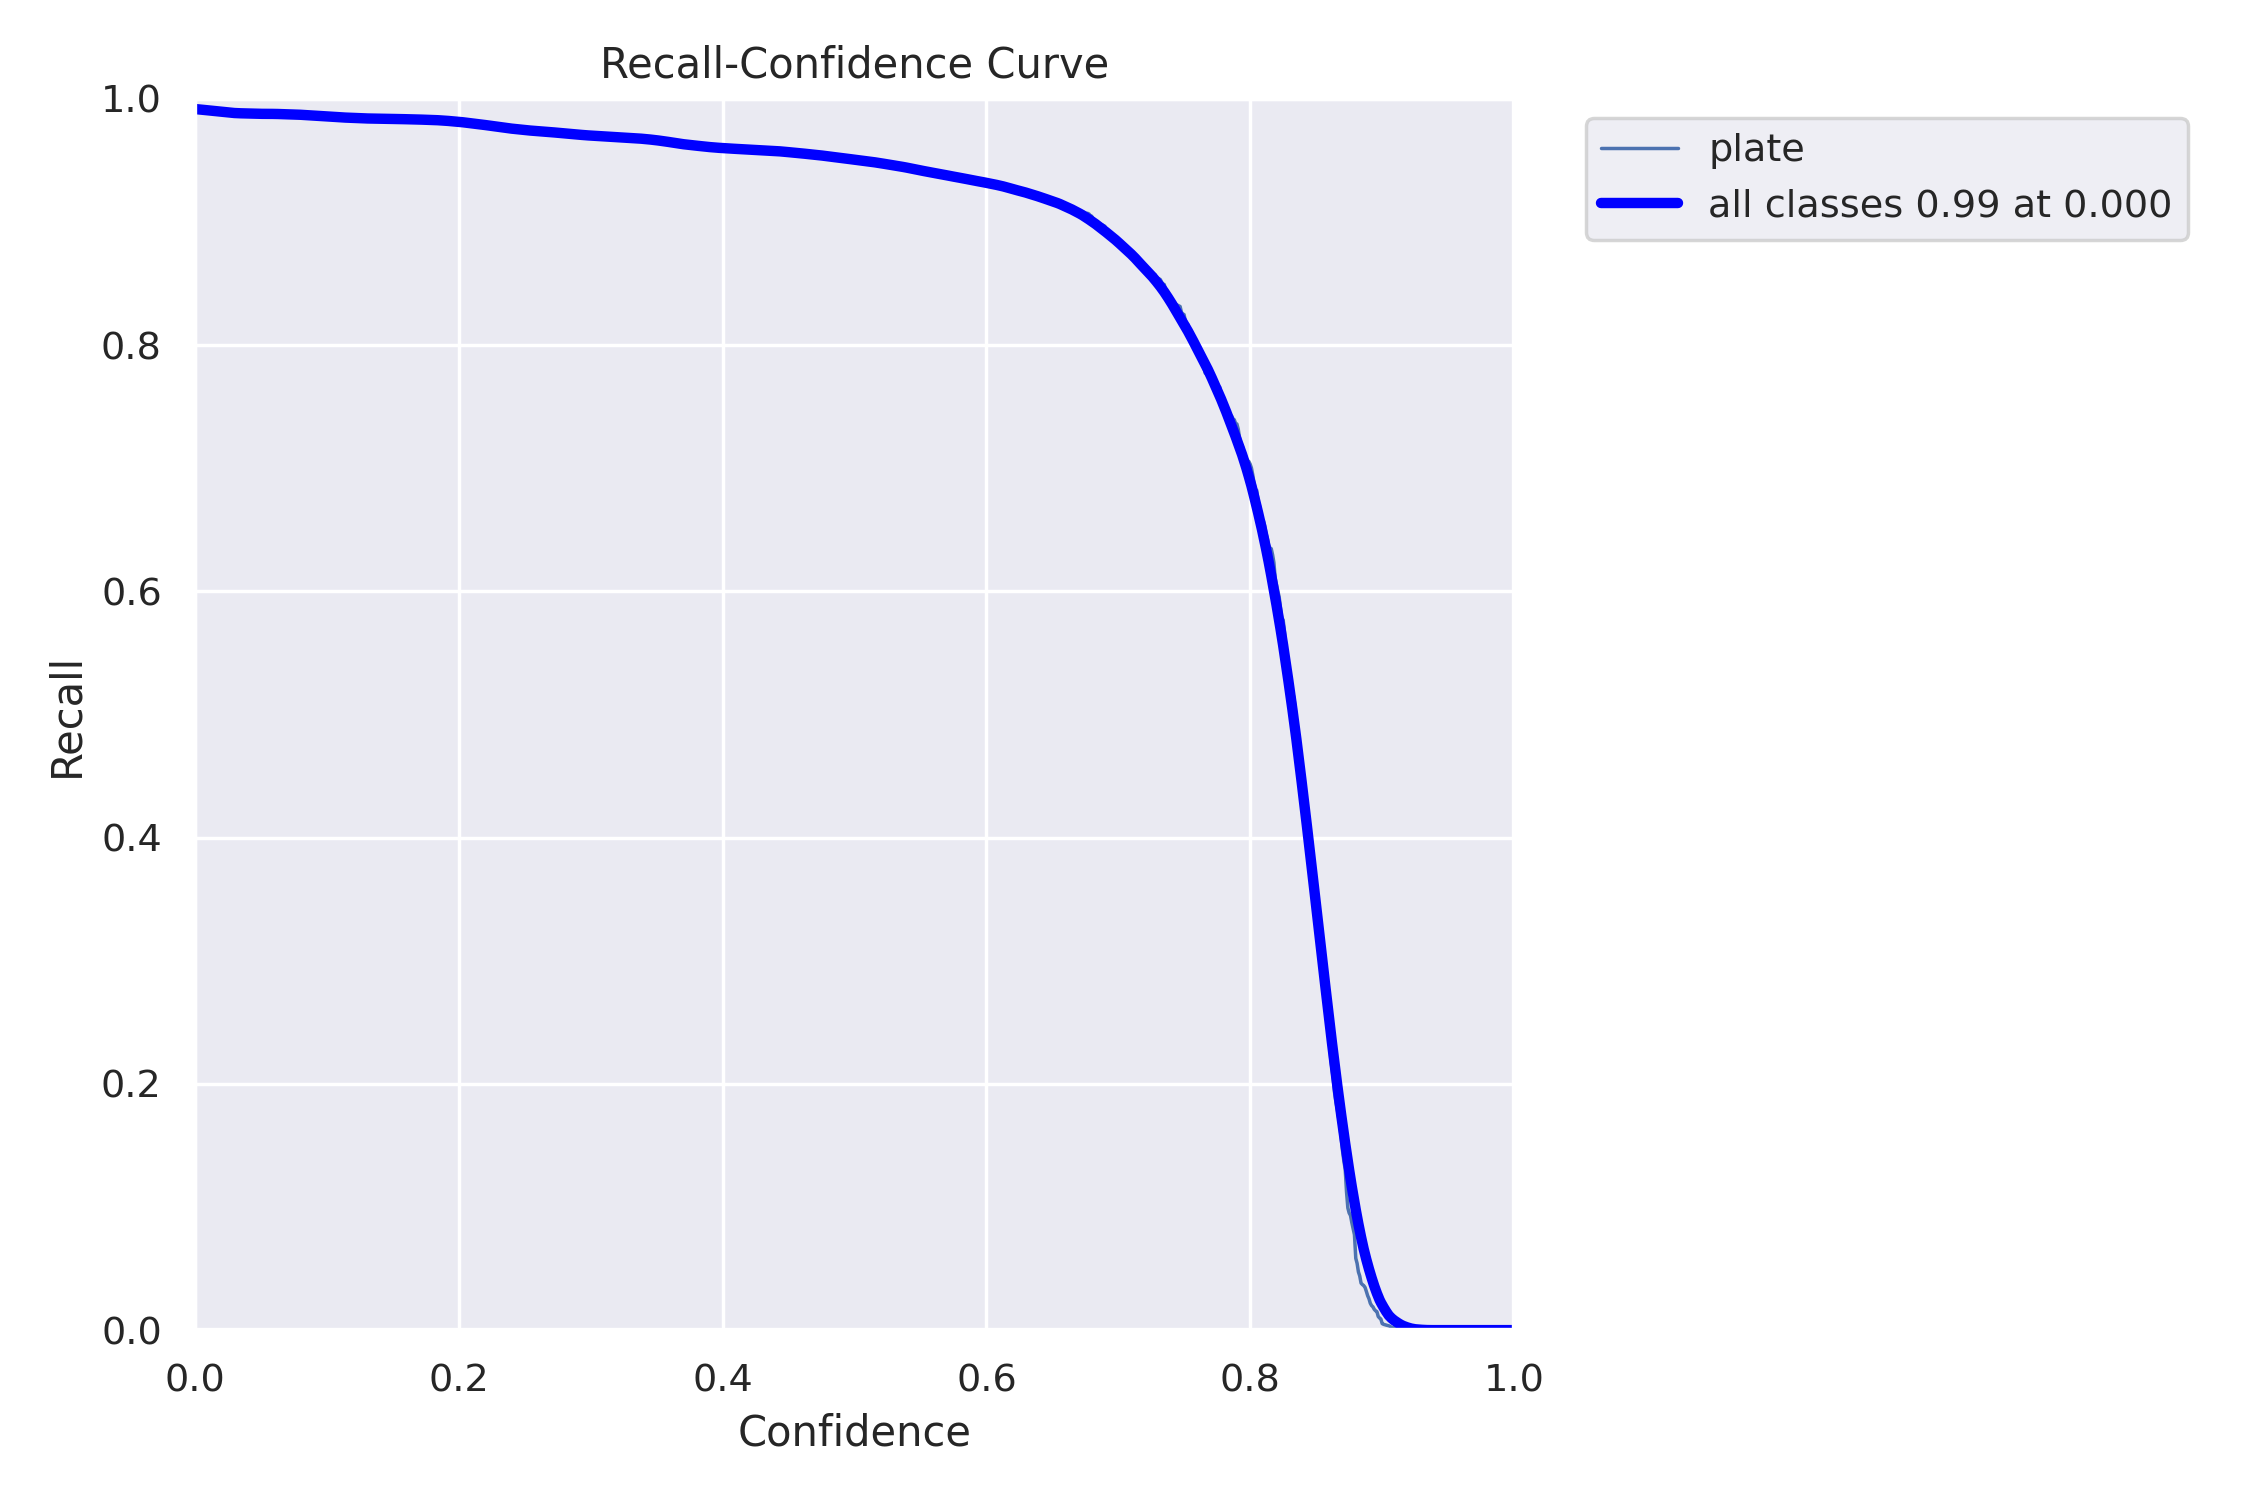 Recall-Confidence Curve
1.0
0.8
0.6
0.4
0.2
0.0
Recall
0.0 0.2 0.4 0.6 0.8 1.0
Confidence
plate
all classes 0.99 at 0.000